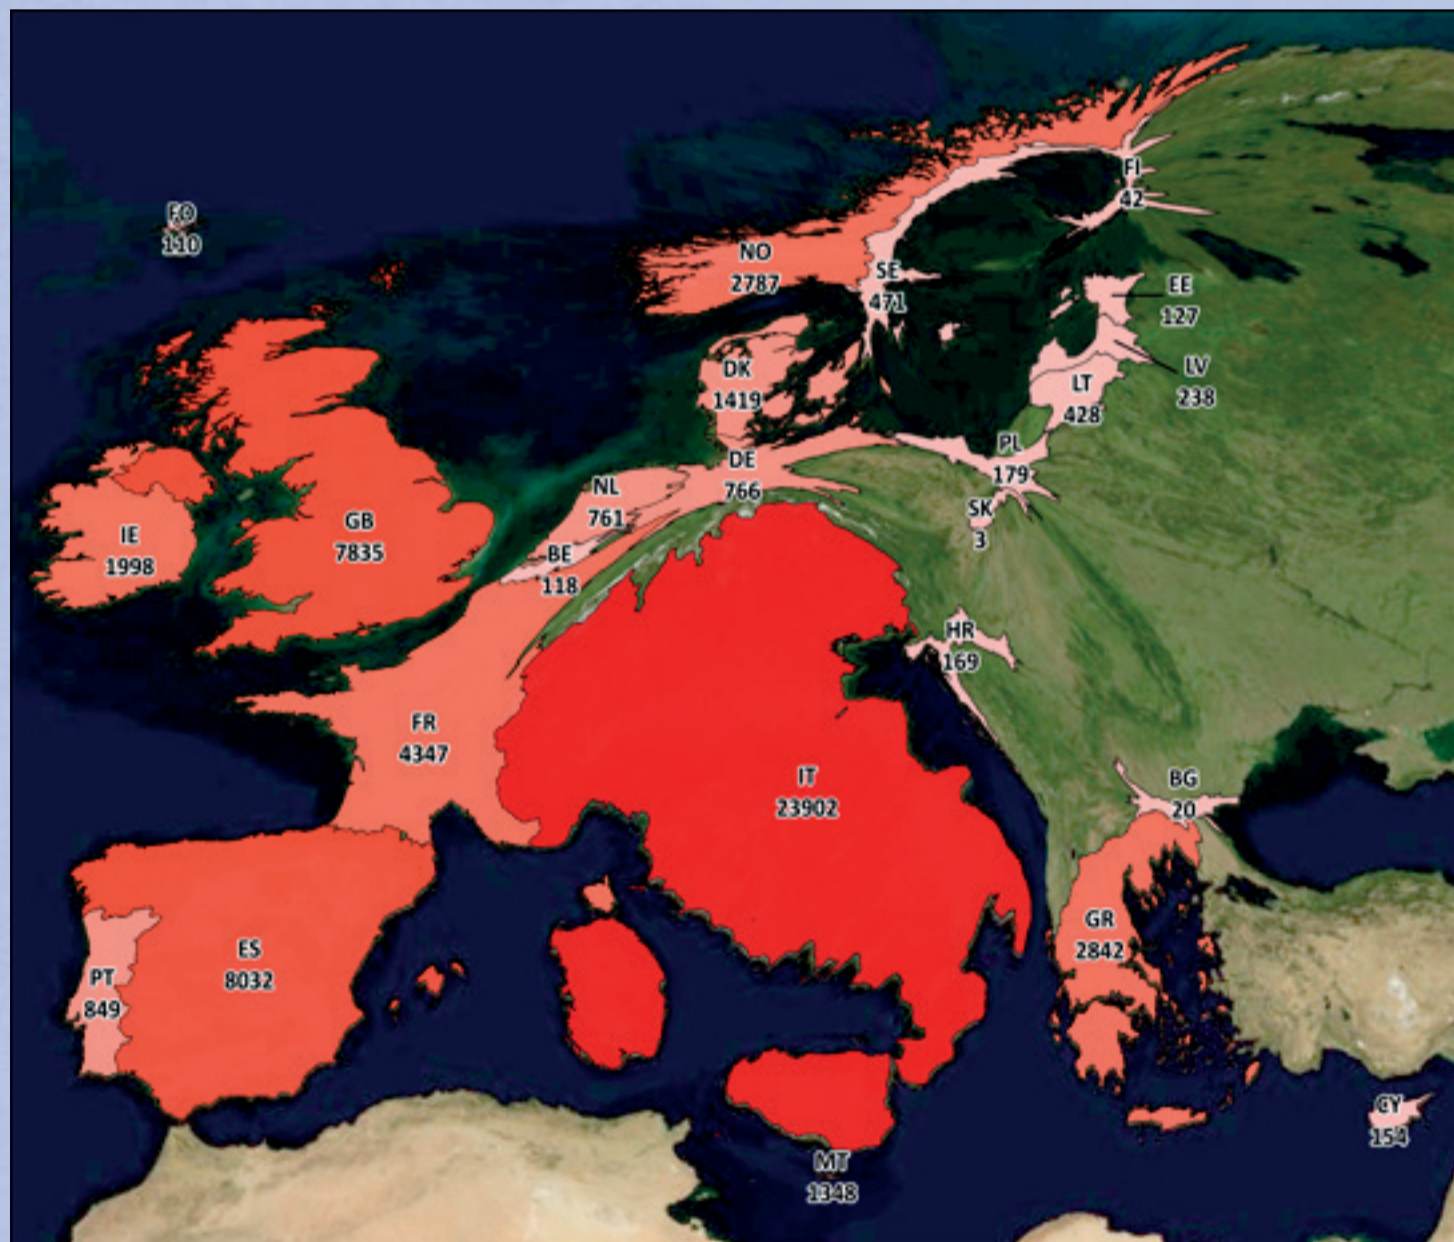 FI
42
FO
110
NO
2787
SE
471
EE
127
DK
1419
LV
238
LT
428
PL
179
DE
766
NL
761
SK
3
GB
7835
IE
1998
BE
118
HR
169
FR
4347
IT
23902
BG
20
GR
2842
ES
8032
PT
849
CY
154
MT
1348